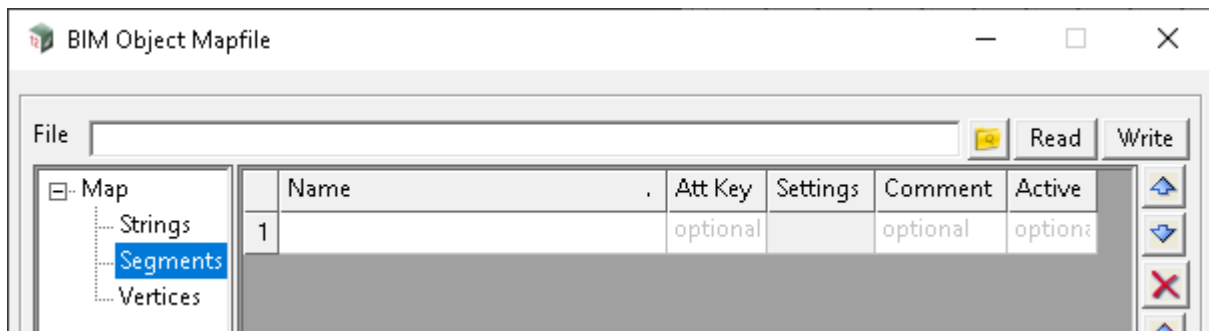 BIM Object Mapfile
File Read Write
Map Name Att Key Settings Comment Active
Strings 1 optional optional optiona
Segments
Vertices